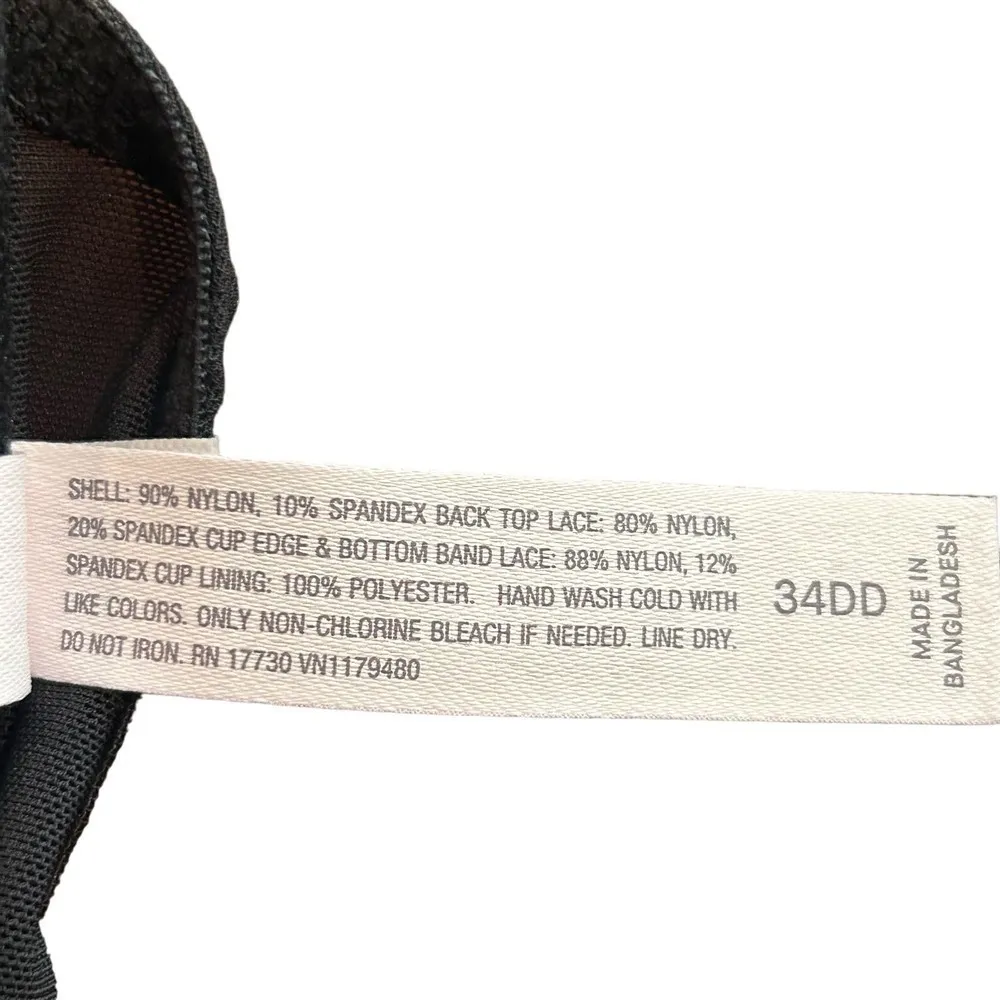 SHELL: 90% NYLON, 10% SPANDEX BACK TOP LACE: 80% NYLON,
20% SPANDEX CUP EDGE & BOTTOM BAND LACE: 88% NYLON, 12%
SPANDEX CUP LINING: 100% POLYESTER. HAND WASH COLD WITH
LIKE COLORS. ONLY NON-CHLORINE BLEACH IF NEEDED. LINE DRY.
DO NOT IRON. RN 17730 VN1179480
34DD
MADE IN
BANGLADESH